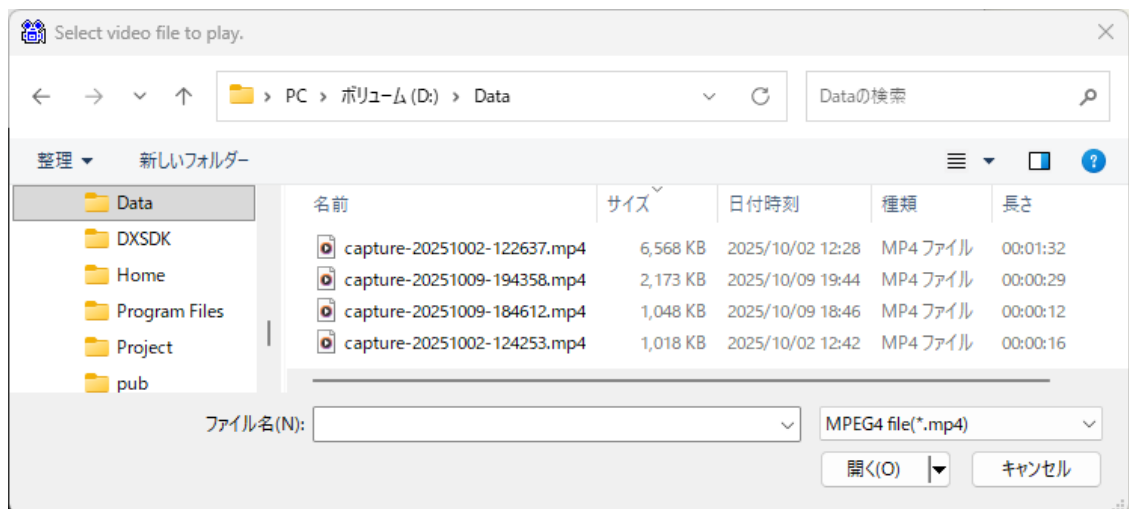 Select video file to play.
PC > ボリューム (D:) > Data
Dataの検索
整理
新しいフォルダー
Data
DXSDK
Home
Program Files
Project
pub
名前 サイズ 日付時刻 種類 長さ
capture-20251002-122637.mp4 6,568 KB 2025/10/02 12:28 MP4 ファイル 00:01:32
capture-20251009-194358.mp4 2,173 KB 2025/10/09 19:44 MP4 ファイル 00:00:29
capture-20251009-184612.mp4 1,048 KB 2025/10/09 18:46 MP4 ファイル 00:00:12
capture-20251002-124253.mp4 1,018 KB 2025/10/02 12:42 MP4 ファイル 00:00:16
ファイル名(N):
MPEG4 file(*.mp4)
開く(O)
キャンセル